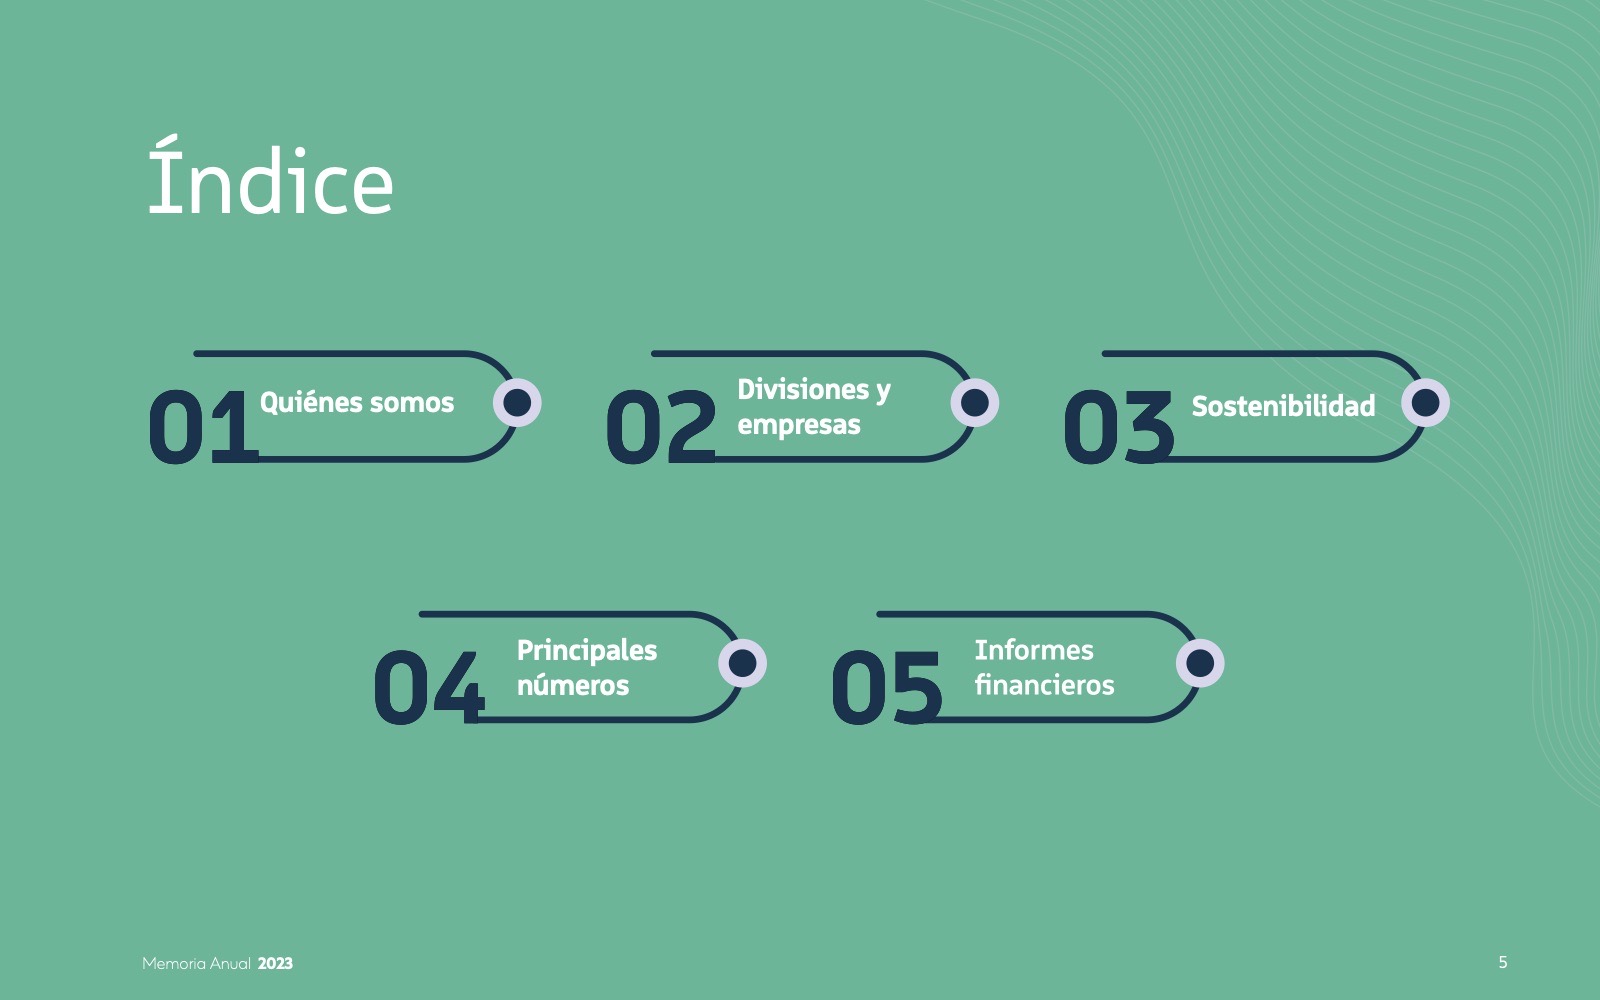 Índice
01
Quiénes somos
02
Divisiones y
empresas
03
Sostenibilidad
04
Principales
números
05
Informes
financieros
Memoria Anual 2023
5